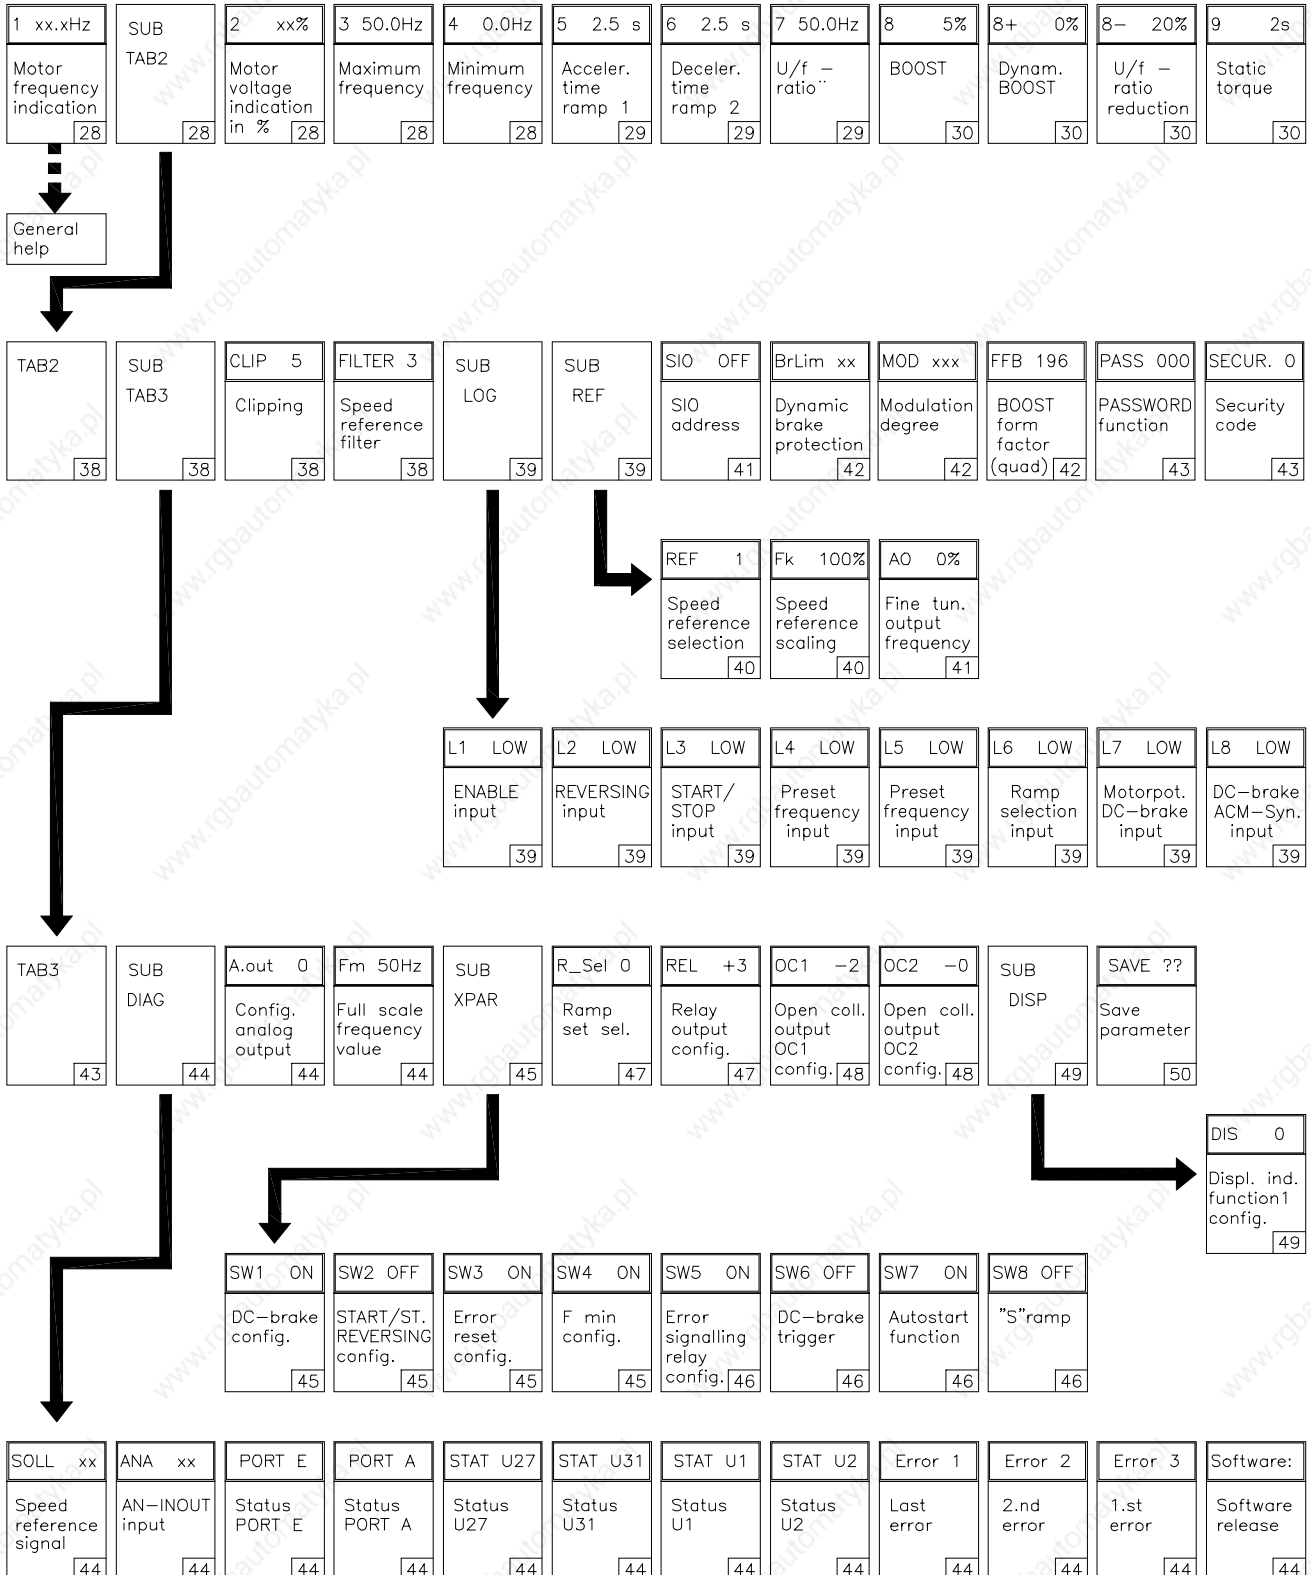 1 xx.xHz
Motor
frequency
indication
28
SUB
TAB2
28
2 xx%
Motor
voltage
indication
in %
28
3 50.0Hz
Maximum
frequency
28
4 0.0Hz
Minimum
frequency
28
5 2.5 s
Acceler.
time
ramp 1
29
6 2.5 s
Deceler.
time
ramp 2
29
7 50.0Hz
U/f –
ratio¨
29
8 5%
BOOST
30
8+ 0%
Dynam.
BOOST
30
8– 20%
U/f –
ratio
reduction
30
9 2s
Static
torque
30
General
help
TAB2
38
SUB
TAB3
38
CLIP 5
Clipping
38
FILTER 3
Speed
reference
filter
38
SUB
LOG
39
SUB
REF
39
SIO OFF
SIO
address
41
BrLim xx
Dynamic
brake
protection
42
MOD xxx
Modulation
degree
42
FFB 196
BOOST
form
factor
(quad)
42
PASS 000
PASSWORD
function
43
SECUR. 0
Security
code
43
REF 1
Speed
reference
selection
40
Fk 100%
Speed
reference
scaling
40
AO 0%
Fine tun.
output
frequency
41
L1 LOW
ENABLE
input
39
L2 LOW
REVERSING
input
39
L3 LOW
START/
STOP
input
39
L4 LOW
Preset
frequency
input
39
L5 LOW
Preset
frequency
input
39
L6 LOW
Ramp
selection
input
39
L7 LOW
Motorpot.
DC–brake
input
39
L8 LOW
DC–brake
ACM–Syn.
input
39
TAB3
43
SUB
DIAG
44
A.out 0
Config.
analog
output
44
Fm 50Hz
Full scale
frequency
value
44
SUB
XPAR
45
R_Sel 0
Ramp
set sel.
47
REL +3
Relay
output
config.
47
OC1 –2
Open coll.
output
OC1
config.
48
OC2 –0
Open coll.
output
OC2
config.
48
SUB
DISP
49
SAVE ??
Save
parameter
50
DIS 0
Displ. ind.
function1
config.
49
SW1 ON
DC–brake
config.
45
SW2 OFF
START/ST.
REVERSING
config.
45
SW3 ON
Error
reset
config.
45
SW4 ON
F min
config.
45
SW5 ON
Error
signalling
relay
config.
46
SW6 OFF
DC–brake
trigger
46
SW7 ON
Autostart
function
46
SW8 OFF
"S"ramp
46
SOLL xx
Speed
reference
signal
44
ANA xx
AN–INOUT
input
44
PORT E
Status
PORT E
44
PORT A
Status
PORT A
44
STAT U27
Status
U27
44
STAT U31
Status
U31
44
STAT U1
Status
U1
44
STAT U2
Status
U2
44
Error 1
Last
error
44
Error 2
2.nd
error
44
Error 3
1.st
error
44
Software:
Software
release
44
www.rgbautomatyka.pl